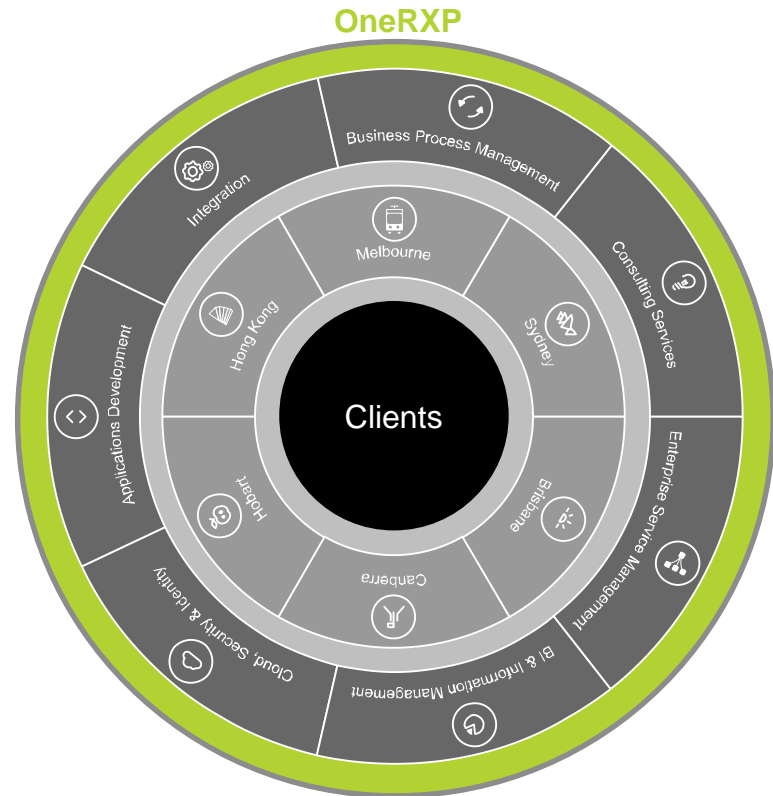 OneRXP
Business Process Management
Consulting Services
Enterprise Service Management
BI & Information Management
Cloud, Security & Identity
Applications Development
Integration
Melbourne
Sydney
Brisbane
Canberra
Hobart
Hong Kong
Clients